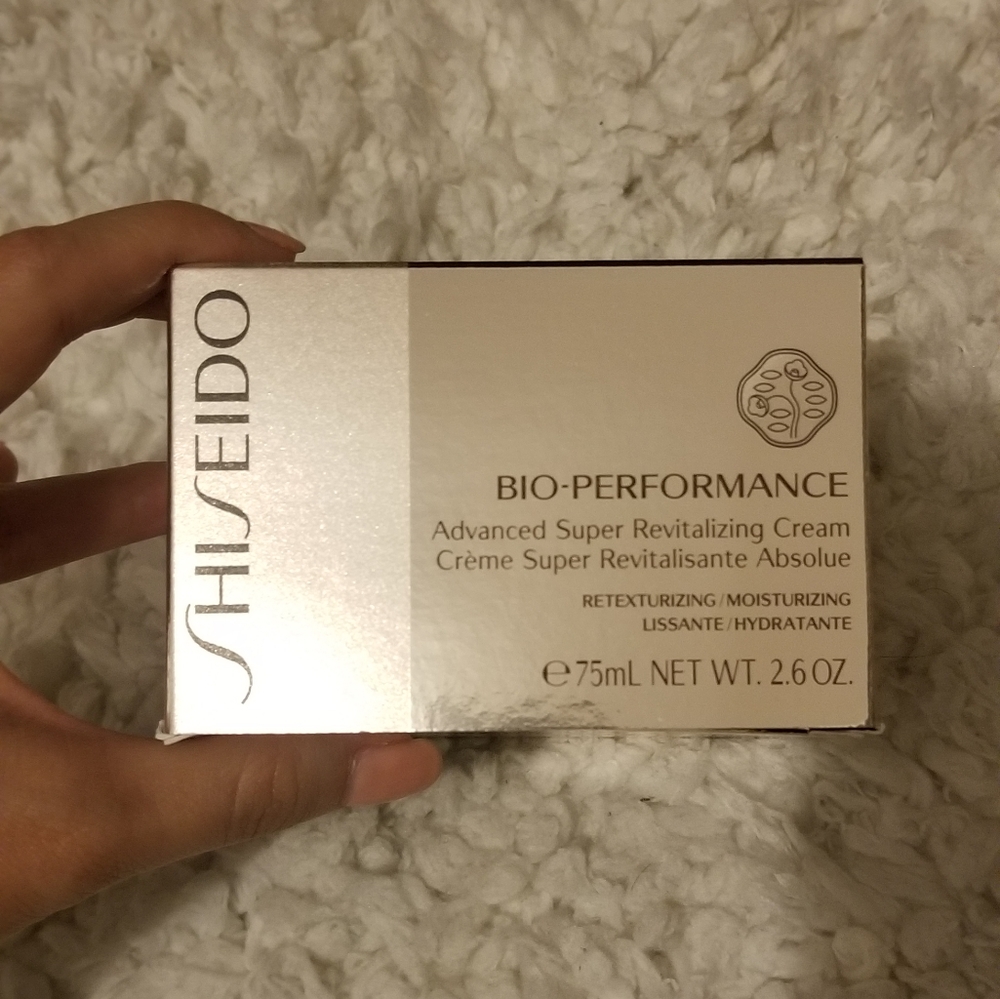 SHISEIDO
BIO-PERFORMANCE
Advanced Super Revitalizing Cream
Crème Super Revitalisante Absolue
RETEXTURIZING/MOISTURIZING
LISSANTE/HYDRATANTE
℮75mL NET WT. 2.6 OZ.